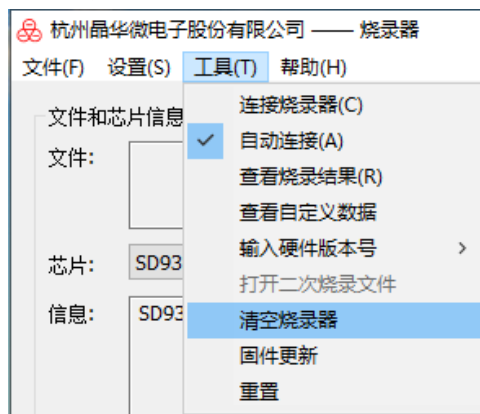 杭州晶华微电子股份有限公司 —— 烧录器
文件(F) 设置(S) 工具(T) 帮助(H)
连接烧录器(C)
文件和芯片信息
自动连接(A)
文件:
查看烧录结果(R)
查看自定义数据
输入硬件版本号
芯片: SD93
打开二次烧录文件
信息: SD93
清空烧录器
固件更新
重置